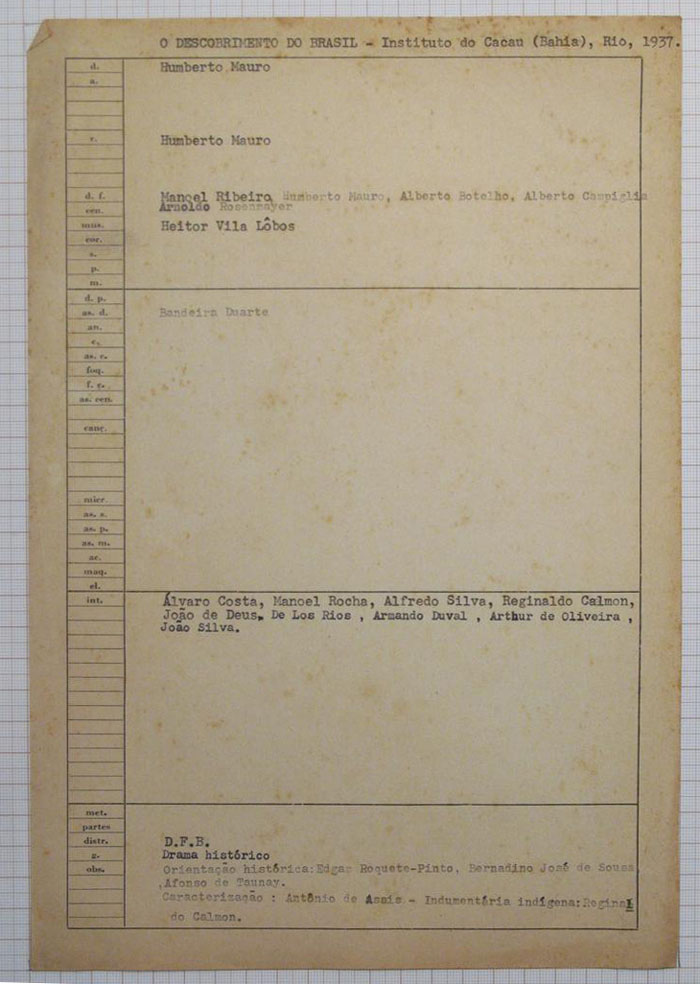 O DESCOBRIMENTO DO BRASIL - Instituto do Cacau (Bahia), Rio, 1937.
d. Humberto Mauro
a.
r. Humberto Mauro
d. f. Manoel Ribeiro, Humberto Mauro, Alberto Botelho, Alberto Campiglia
cen. Arnoldo Rosenmayer
mus. Heitor Vila Lôbos
cor.
s.
p.
m.
d. p.
as. d. Bandeira Duarte
an.
c.
as. c.
foq.
f. c.
as. cen.
canç.
micr.
as. s.
as. p.
as. m.
ac.
maq.
el.
int. Álvaro Costa, Manoel Rocha, Alfredo Silva, Reginaldo Calmon,
João de Deus, De Los Rios , Armando Duval , Arthur de Oliveira ,
João Silva.
met.
partes
distr. D.F.B.
g. Drama histórico
obs. Orientação histórica:Edgar Roquete-Pinto, Bernadino José de Sousa
,Afonso de Taunay.
Caracterização : Antônio de Assis - Indumentária indígena:Reginal
do Calmon.